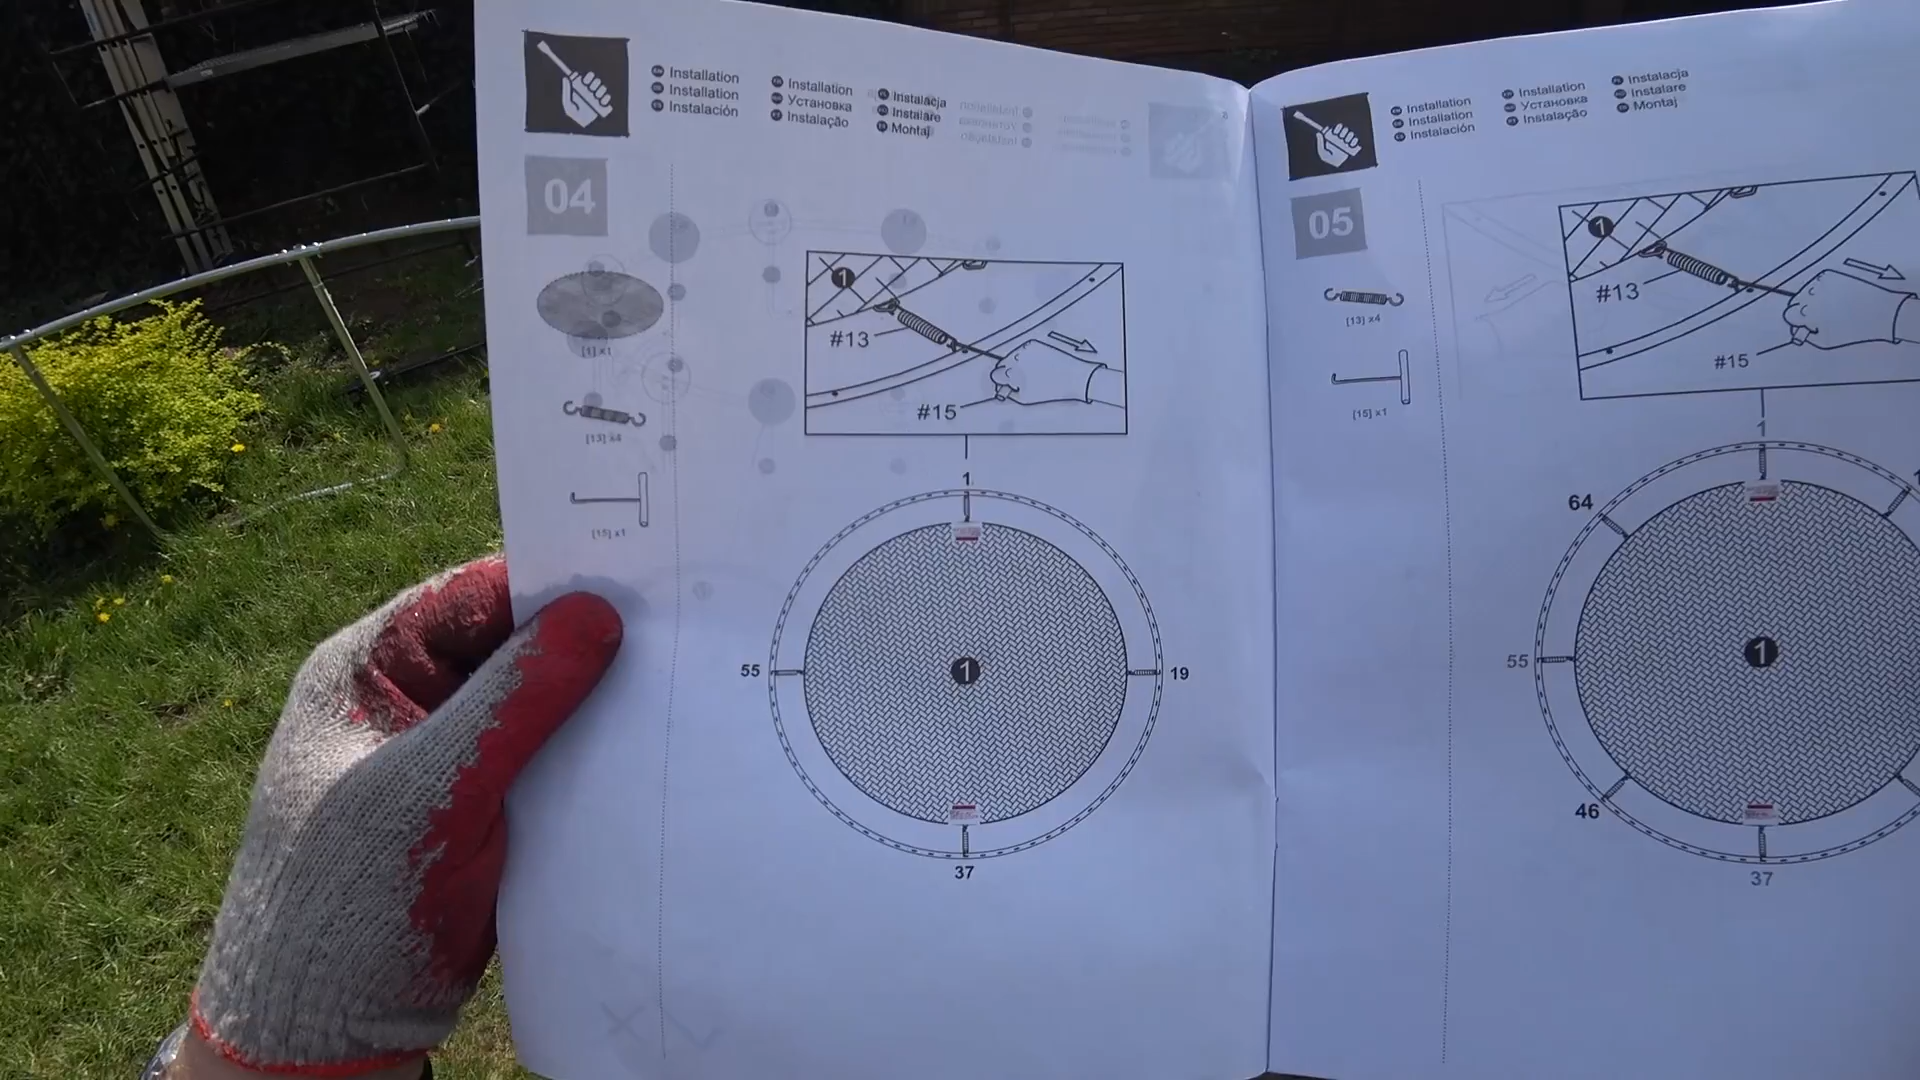 Installation
Installation
Instalación
Installation
Установка
Instalação
Instalacja
Instalare
Montaj
04
[1] x1
[13] x4
[15] x1
1
#13
#15
1
55
1
19
37
Installation
Installation
Instalación
Installation
Установка
Instalação
Instalacja
Instalare
Montaj
05
[13] x4
[15] x1
1
#13
#15
1
64
55
1
46
37